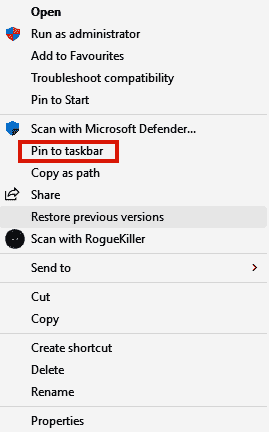 Open
Run as administrator
Add to Favourites
Troubleshoot compatibility
Pin to Start
Scan with Microsoft Defender...
Pin to taskbar
Copy as path
Share
Restore previous versions
Scan with RogueKiller
Send to
Cut
Copy
Create shortcut
Delete
Rename
Properties